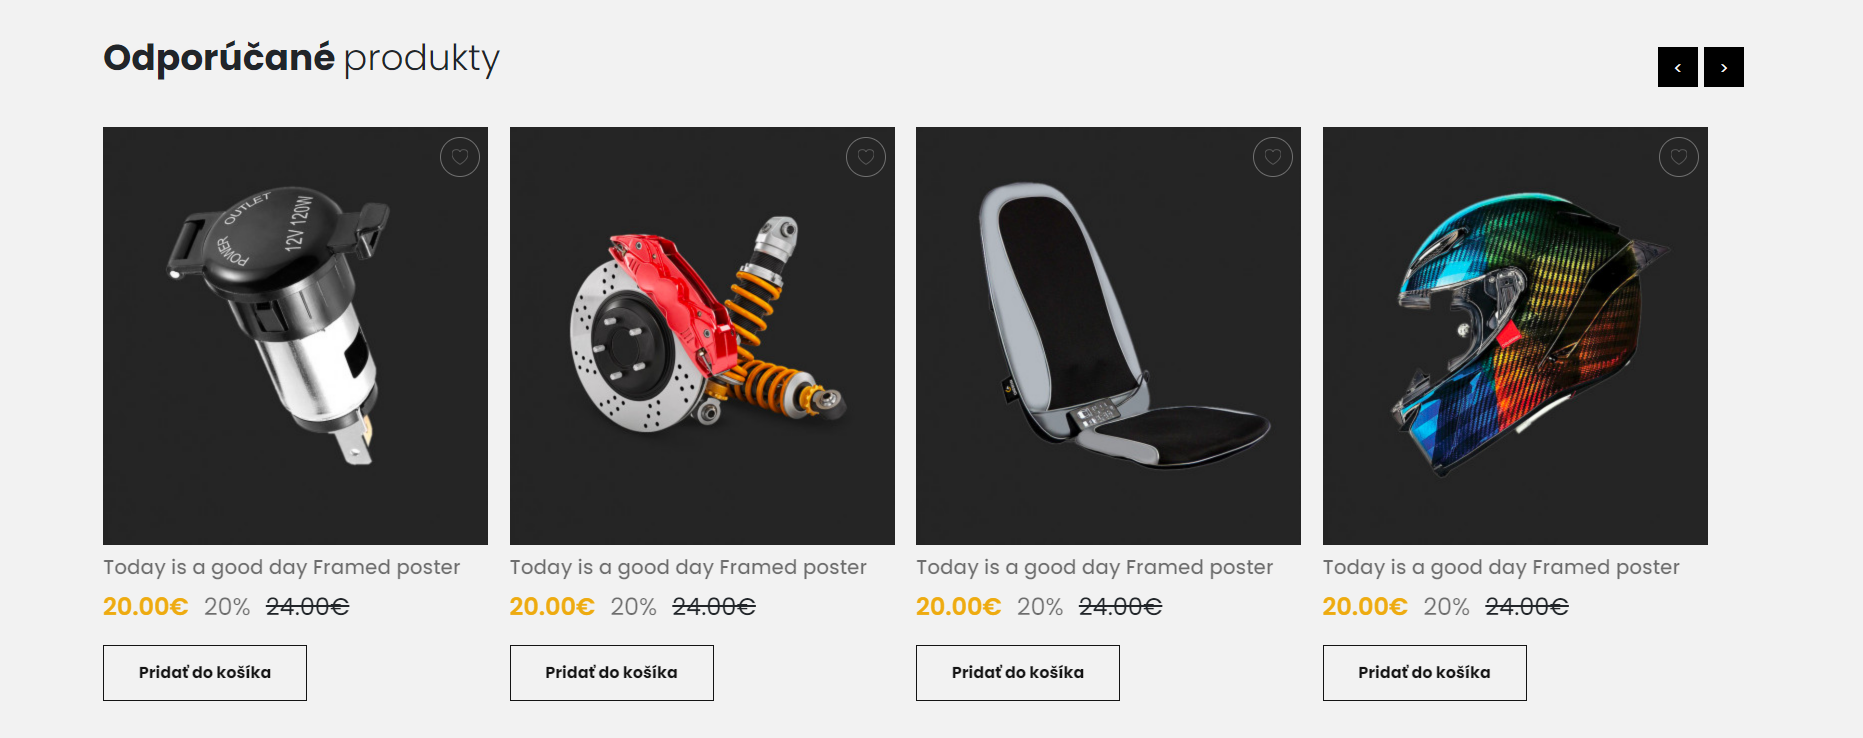 Odporúčané produkty
< >
POWER OUTLET 12V 120W
Today is a good day Framed poster
20.00€ 20% 24.00€
Pridať do košíka
Today is a good day Framed poster
20.00€ 20% 24.00€
Pridať do košíka
Today is a good day Framed poster
20.00€ 20% 24.00€
Pridať do košíka
Today is a good day Framed poster
20.00€ 20% 24.00€
Pridať do košíka